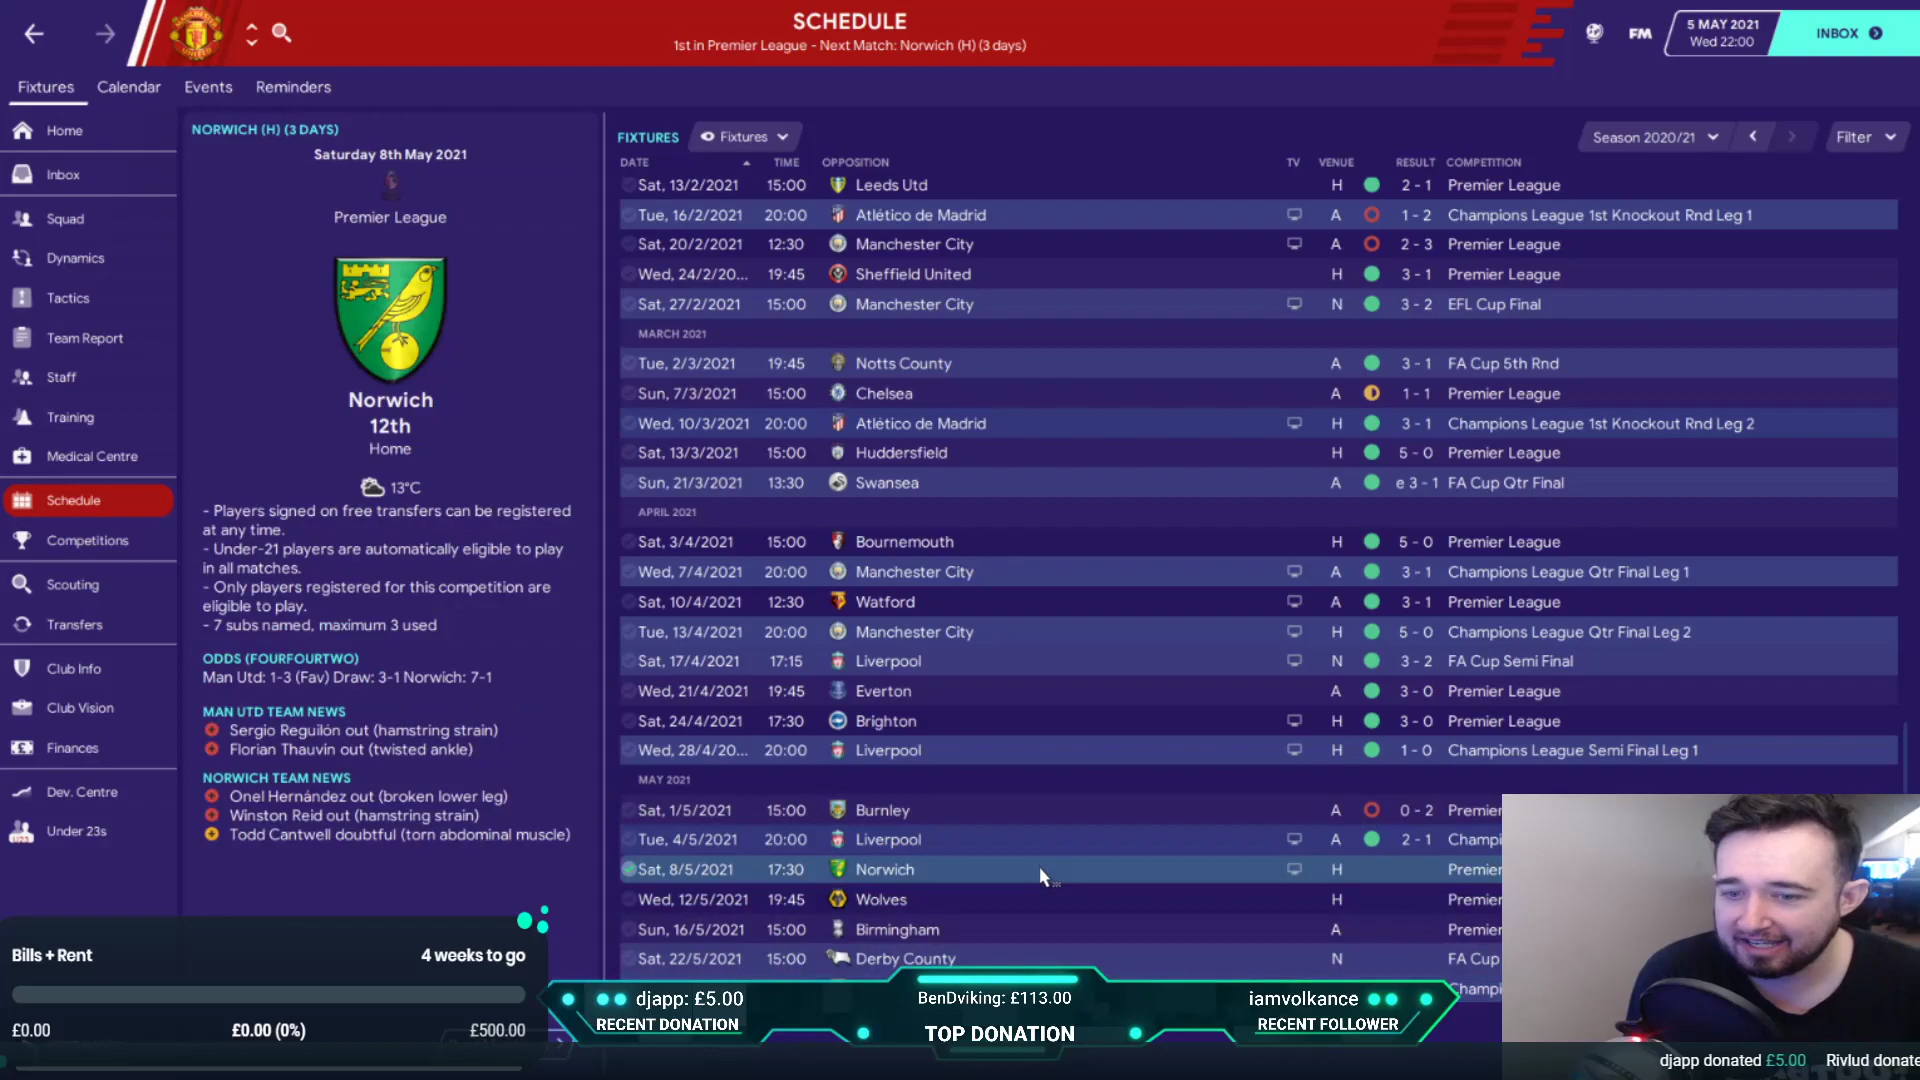 SCHEDULE
1st in Premier League - Next Match: Norwich (H) (3 days)
FM
5 MAY 2021
Wed 22:00
INBOX
Fixtures Calendar Events Reminders
Home
Inbox
Squad
Dynamics
Tactics
Team Report
Staff
Training
Medical Centre
Schedule
Competitions
Scouting
Transfers
Club Info
Club Vision
Finances
Dev. Centre
Under 23s
NORWICH (H) (3 DAYS)
Saturday 8th May 2021
Premier League
Norwich
12th
Home
13°C
- Players signed on free transfers can be registered
at any time.
- Under-21 players are automatically eligible to play
in all matches.
- Only players registered for this competition are
eligible to play.
- 7 subs named, maximum 3 used
ODDS (FOURFOURTWO)
Man Utd: 1-3 (Fav) Draw: 3-1 Norwich: 7-1
MAN UTD TEAM NEWS
Sergio Reguilón out (hamstring strain)
Florian Thauvin out (twisted ankle)
NORWICH TEAM NEWS
Onel Hernández out (broken lower leg)
Winston Reid out (hamstring strain)
Todd Cantwell doubtful (torn abdominal muscle)
FIXTURES Fixtures Season 2020/21 Filter
DATE TIME OPPOSITION TV VENUE RESULT COMPETITION
Sat, 13/2/2021 15:00 Leeds Utd H 2 - 1 Premier League
Tue, 16/2/2021 20:00 Atlético de Madrid A 1 - 2 Champions League 1st Knockout Rnd Leg 1
Sat, 20/2/2021 12:30 Manchester City A 2 - 3 Premier League
Wed, 24/2/20... 19:45 Sheffield United H 3 - 1 Premier League
Sat, 27/2/2021 15:00 Manchester City N 3 - 2 EFL Cup Final
MARCH 2021
Tue, 2/3/2021 19:45 Notts County A 3 - 1 FA Cup 5th Rnd
Sun, 7/3/2021 15:00 Chelsea A 1 - 1 Premier League
Wed, 10/3/2021 20:00 Atlético de Madrid H 3 - 1 Champions League 1st Knockout Rnd Leg 2
Sat, 13/3/2021 15:00 Huddersfield H 5 - 0 Premier League
Sun, 21/3/2021 13:30 Swansea A e 3 - 1 FA Cup Qtr Final
APRIL 2021
Sat, 3/4/2021 15:00 Bournemouth H 5 - 0 Premier League
Wed, 7/4/2021 20:00 Manchester City A 3 - 1 Champions League Qtr Final Leg 1
Sat, 10/4/2021 12:30 Watford A 3 - 1 Premier League
Tue, 13/4/2021 20:00 Manchester City H 5 - 0 Champions League Qtr Final Leg 2
Sat, 17/4/2021 17:15 Liverpool N 3 - 2 FA Cup Semi Final
Wed, 21/4/2021 19:45 Everton A 3 - 0 Premier League
Sat, 24/4/2021 17:30 Brighton H 3 - 0 Premier League
Wed, 28/4/20... 20:00 Liverpool H 1 - 0 Champions League Semi Final Leg 1
MAY 2021
Sat, 1/5/2021 15:00 Burnley A 0 - 2 Premier
Tue, 4/5/2021 20:00 Liverpool A 2 - 1 Champi
Sat, 8/5/2021 17:30 Norwich H Premier
Wed, 12/5/2021 19:45 Wolves H Premier
Sun, 16/5/2021 15:00 Birmingham A Premier
Sat, 22/5/2021 15:00 Derby County N FA Cup
Champi
Bills + Rent 4 weeks to go
£0.00 £0.00 (0%) £500.00
djapp: £5.00
RECENT DONATION
BenDviking: £113.00
TOP DONATION
iamvolkance
RECENT FOLLOWER
djapp donated £5.00 Rivlud donate